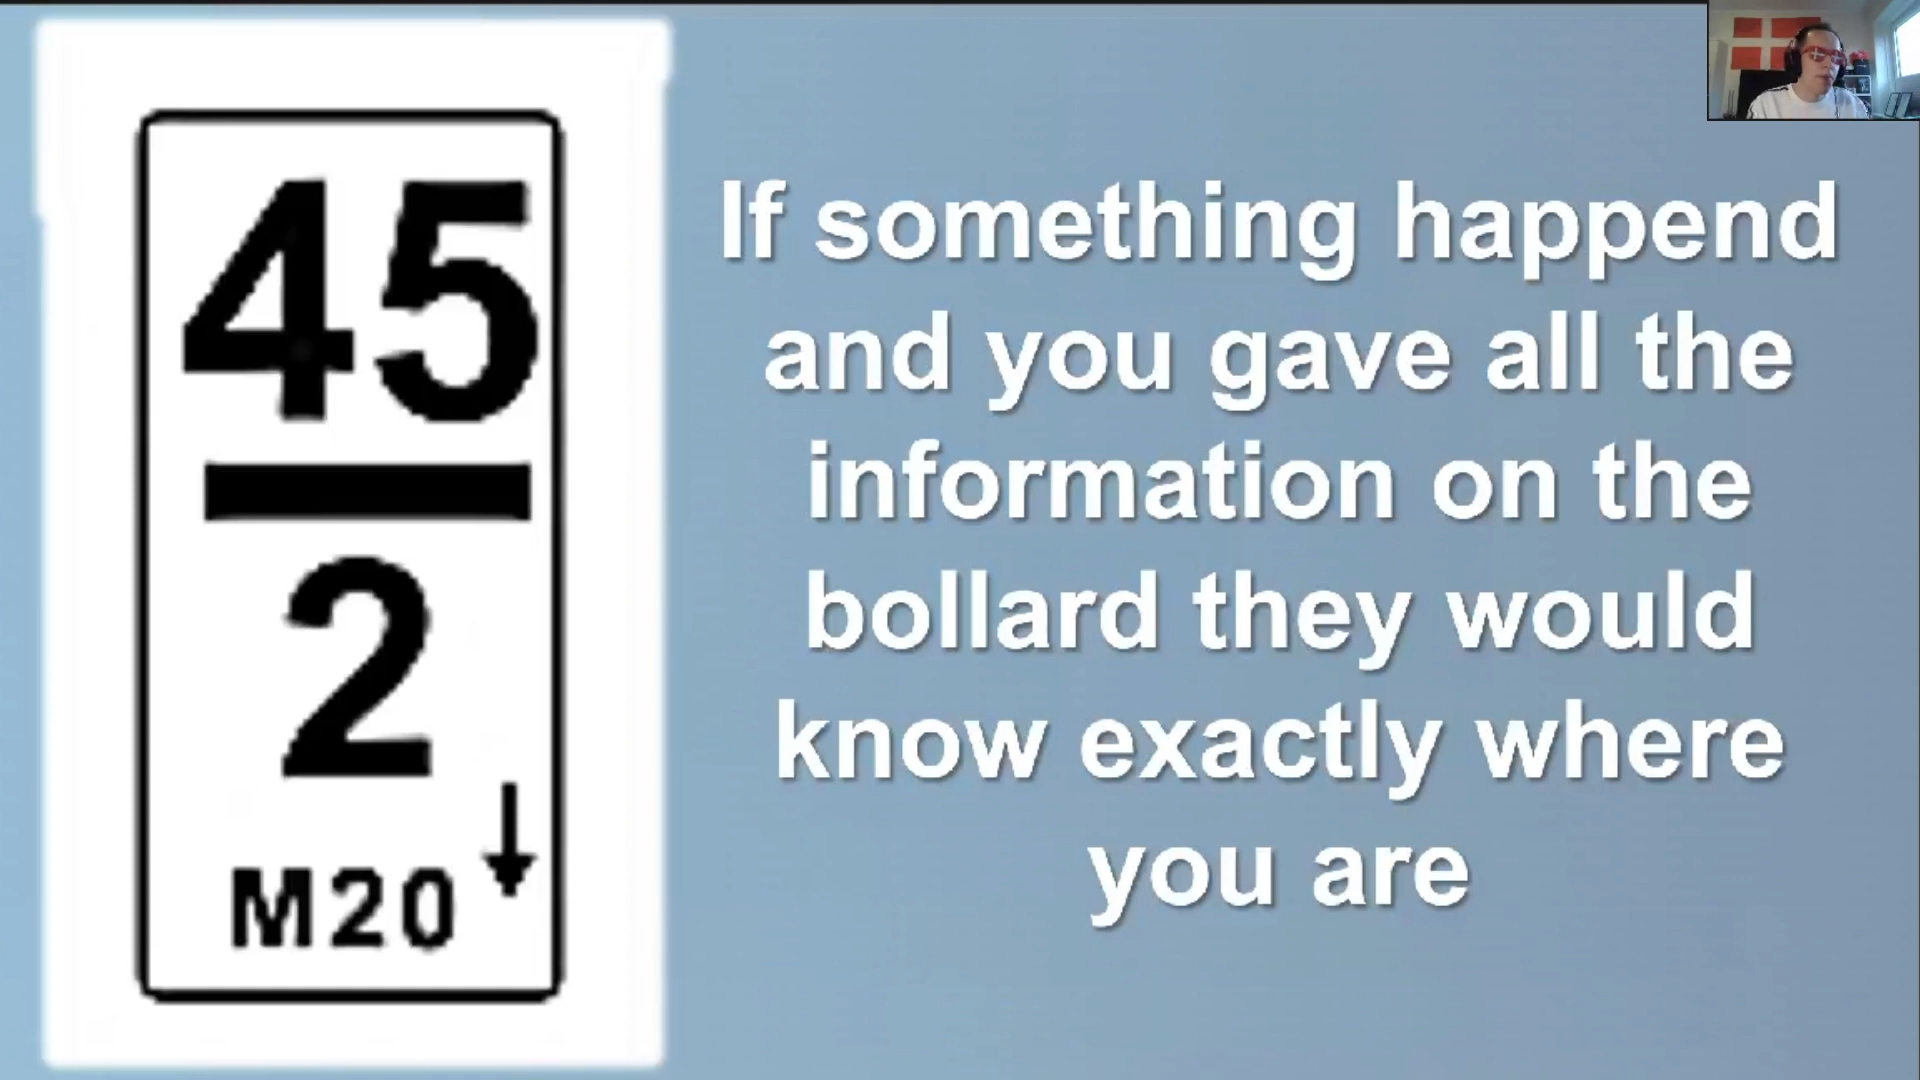 45
2
M20
If something happend
and you gave all the
information on the
bollard they would
know exactly where
you are